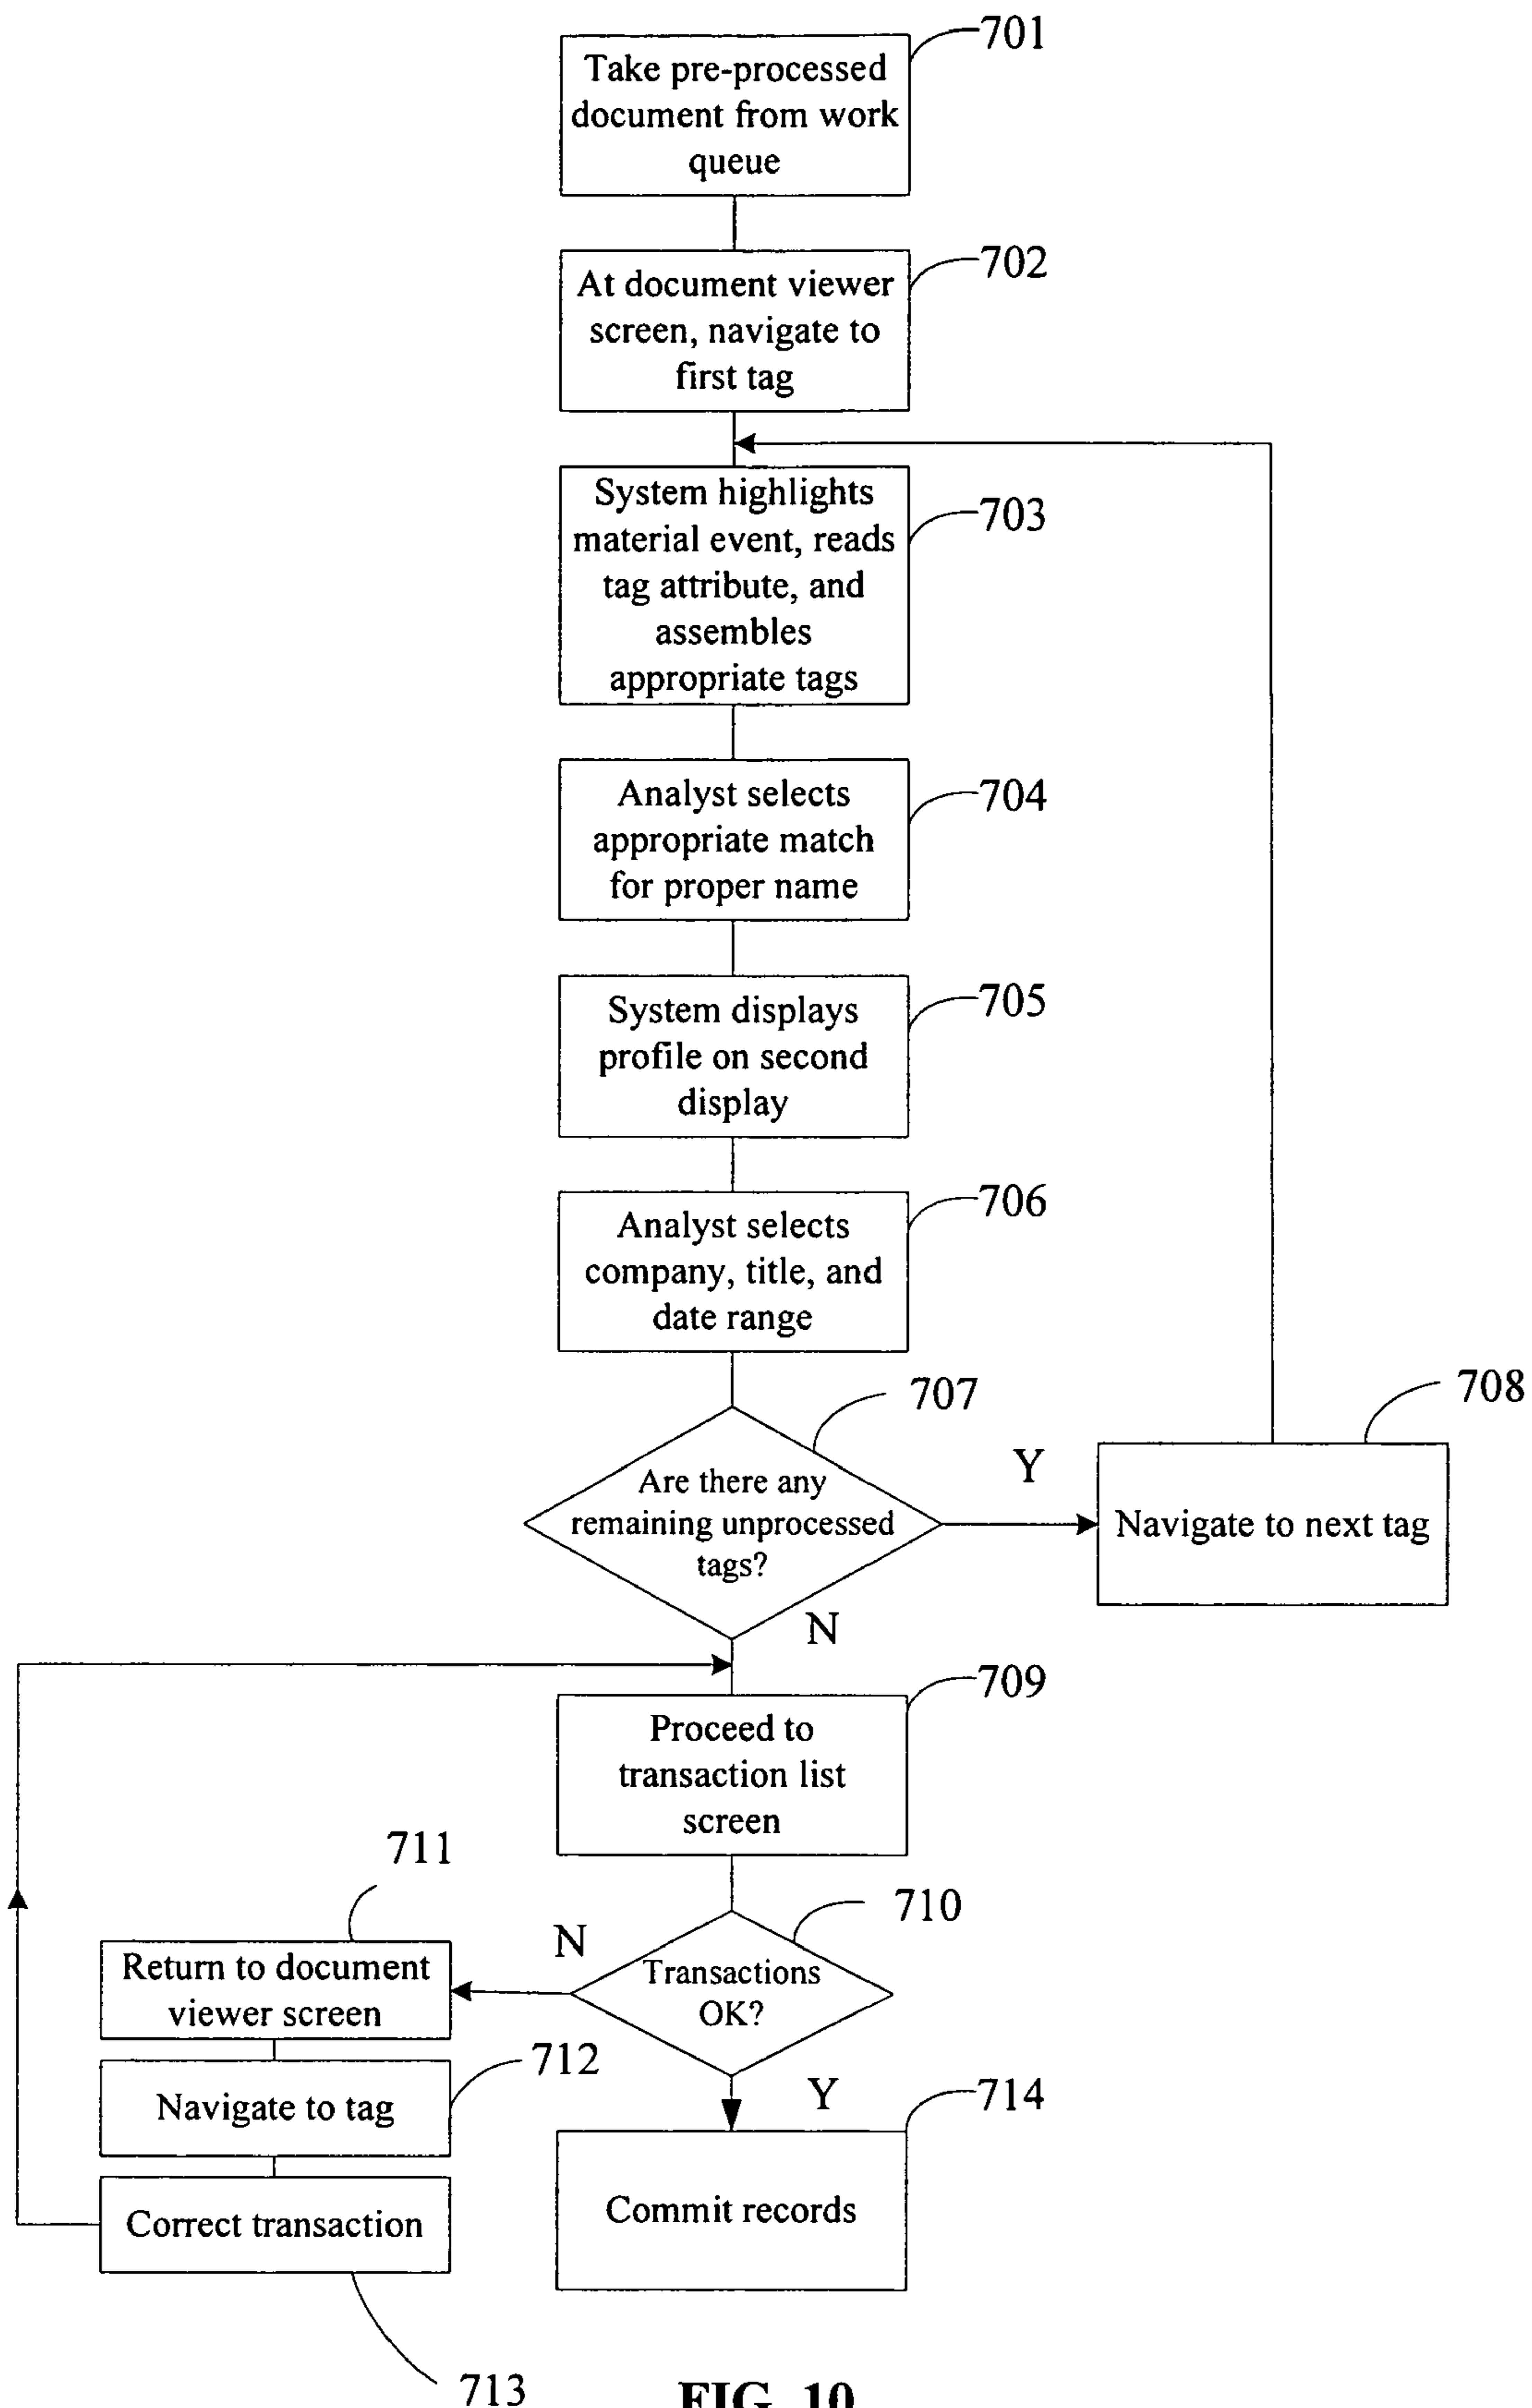 701
Take pre-processed
document from work
queue
702
At document viewer
screen, navigate to
first tag
703
System highlights
material event, reads
tag attribute, and
assembles
appropriate tags
704
Analyst selects
appropriate match
for proper name
705
System displays
profile on second
display
706
Analyst selects
company, title, and
date range
707
708
Are there any
remaining unprocessed
tags?
Y
Navigate to next tag
N
709
Proceed to
transaction list
screen
711
710
N
Transactions
OK?
Return to document
viewer screen
712
Y
714
Navigate to tag
Commit records
Correct transaction
713
FIG. 10